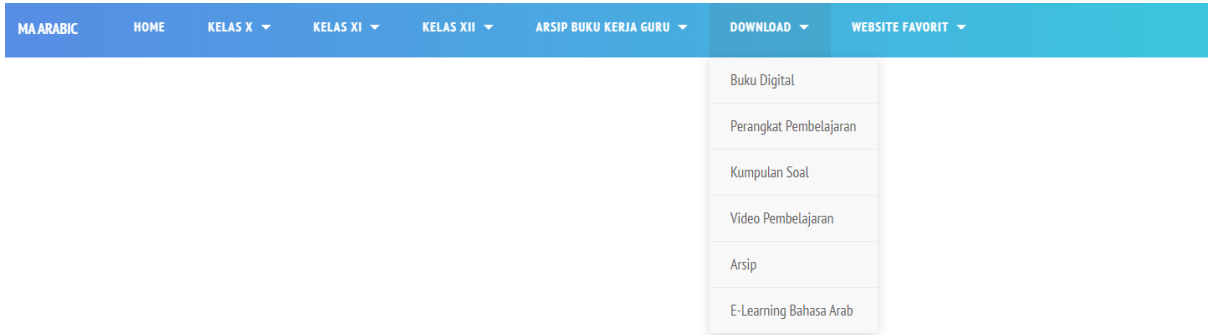 MA ARABIC HOME KELAS X KELAS XI KELAS XII ARSIP BUKU KERJA GURU DOWNLOAD WEBSITE FAVORIT
Buku Digital
Perangkat Pembelajaran
Kumpulan Soal
Video Pembelajaran
Arsip
E-Learning Bahasa Arab